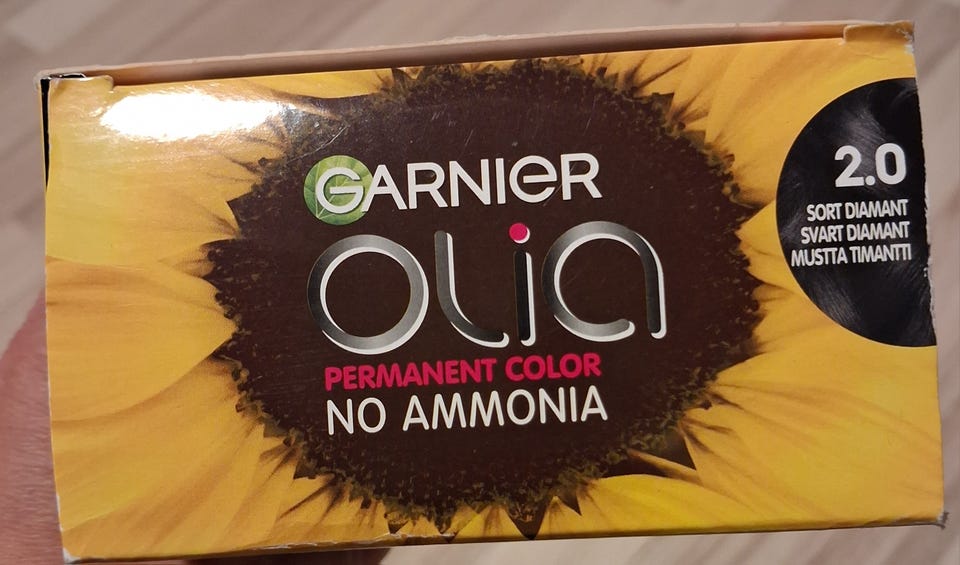 GARNIER
OLIA
PERMANENT COLOR
NO AMMONIA
2.0
SORT DIAMANT
SVART DIAMANT
MUSTTA TIMANTTI